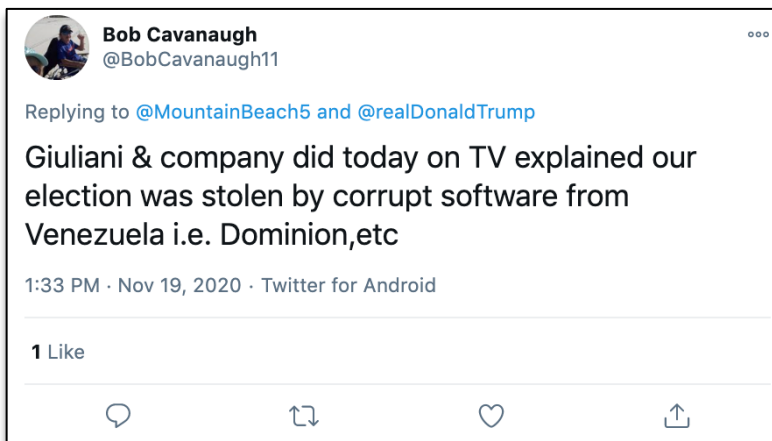 Bob Cavanaugh
@BobCavanaugh11
Replying to @MountainBeach5 and @realDonaldTrump
Giuliani & company did today on TV explained our
election was stolen by corrupt software from
Venezuela i.e. Dominion,etc
1:33 PM · Nov 19, 2020 · Twitter for Android
1 Like